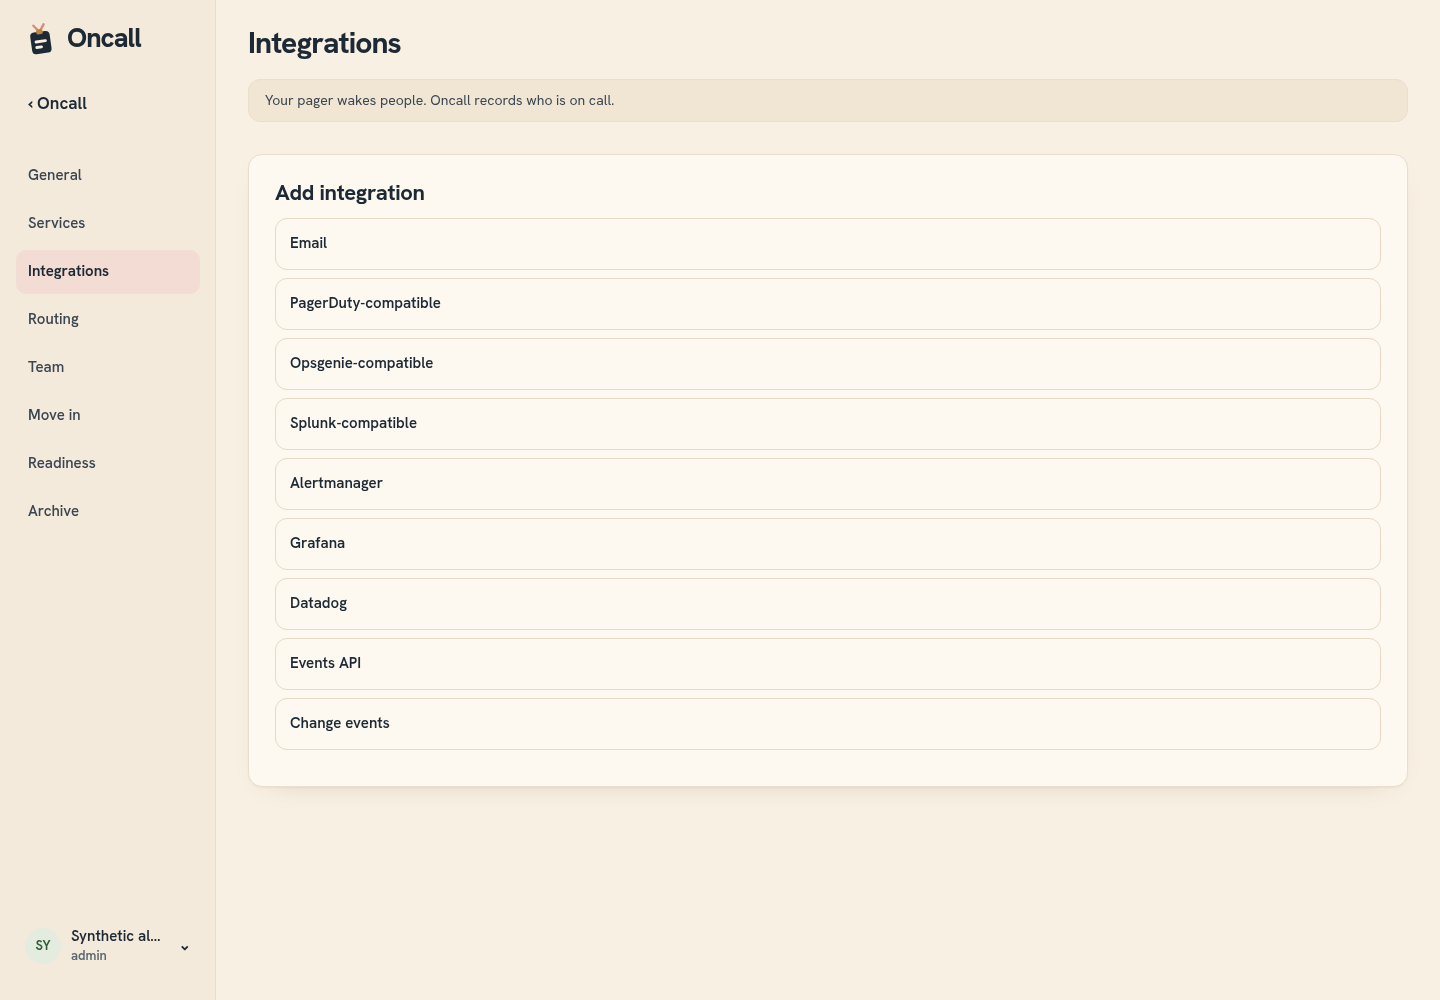 Oncall
‹ Oncall
General
Services
Integrations
Routing
Team
Move in
Readiness
Archive
SY
Synthetic al...
admin
Integrations
Your pager wakes people. Oncall records who is on call.
Add integration
Email
PagerDuty-compatible
Opsgenie-compatible
Splunk-compatible
Alertmanager
Grafana
Datadog
Events API
Change events